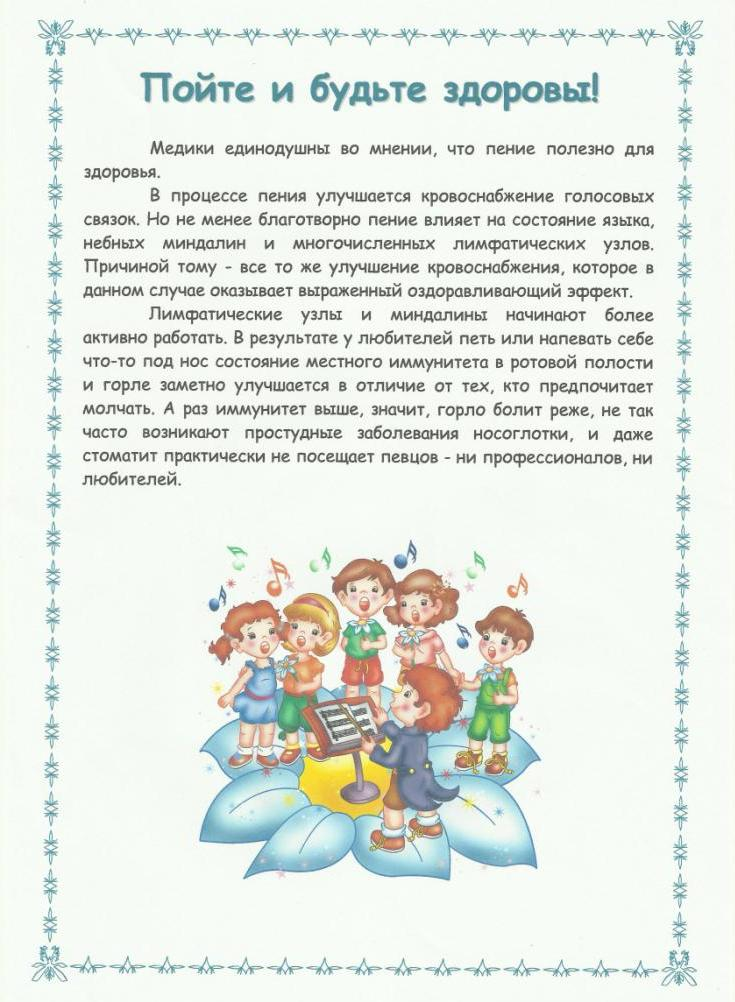 Пойте и будьте здоровы!
Медики единодушны во мнении, что пение полезно для
здоровья.
В процессе пения улучшается кровоснабжение голосовых
связок. Но не менее благотворно пение влияет на состояние языка,
небных миндалин и многочисленных лимфатических узлов.
Причиной тому - все то же улучшение кровоснабжения, которое в
данном случае оказывает выраженный оздоравливающий эффект.
Лимфатические узлы и миндалины начинают более
активно работать. В результате у любителей петь или напевать себе
что-то под нос состояние местного иммунитета в ротовой полости
и горле заметно улучшается в отличие от тех, кто предпочитает
молчать. А раз иммунитет выше, значит, горло болит реже, не так
часто возникают простудные заболевания носоглотки, и даже
стоматит практически не посещает певцов - ни профессионалов, ни
любителей.